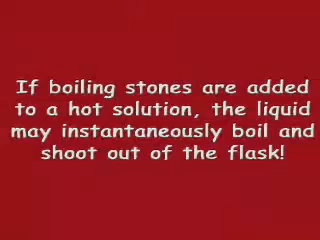 If boiling stones are added
to a hot solution, the liquid
may instantaneously boil and
shoot out of the flask!